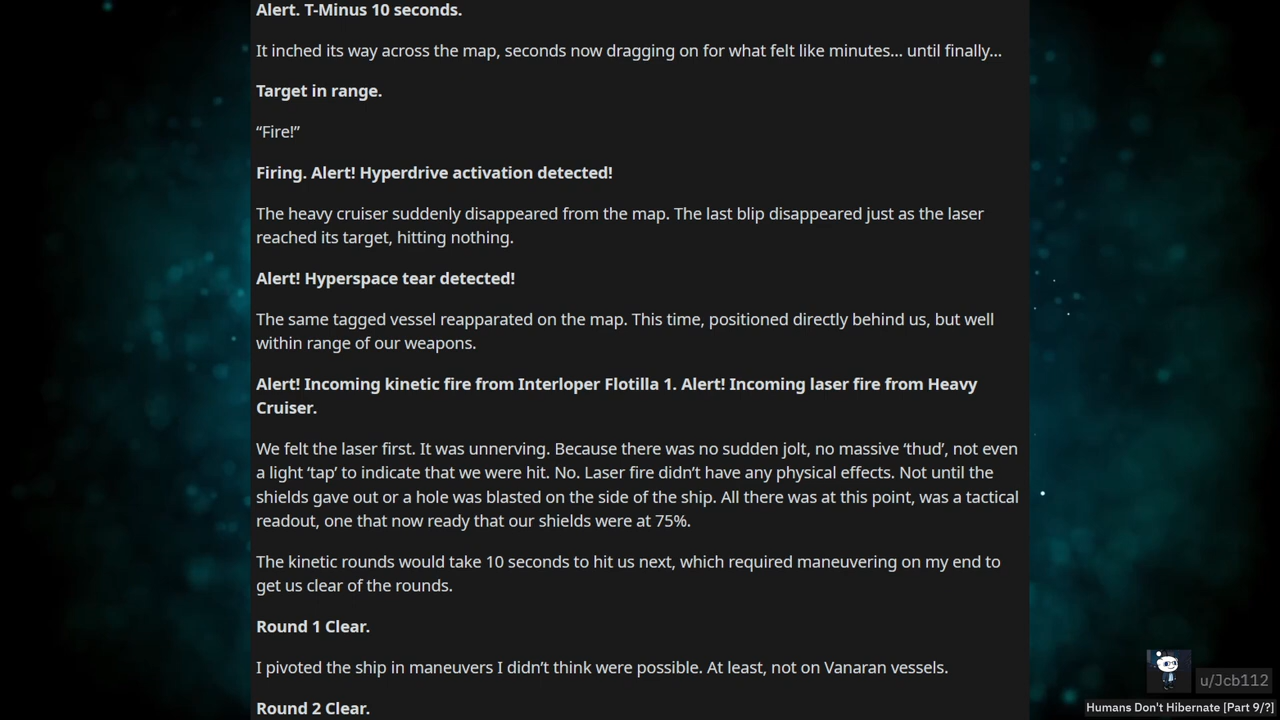 Alert. T-Minus 10 seconds.
It inched its way across the map, seconds now dragging on for what felt like minutes… until finally…
Target in range.
“Fire!”
Firing. Alert! Hyperdrive activation detected!
The heavy cruiser suddenly disappeared from the map. The last blip disappeared just as the laser
reached its target, hitting nothing.
Alert! Hyperspace tear detected!
The same tagged vessel reapparated on the map. This time, positioned directly behind us, but well
within range of our weapons.
Alert! Incoming kinetic fire from Interloper Flotilla 1. Alert! Incoming laser fire from Heavy
Cruiser.
We felt the laser first. It was unnerving. Because there was no sudden jolt, no massive ‘thud’, not even
a light ‘tap’ to indicate that we were hit. No. Laser fire didn’t have any physical effects. Not until the
shields gave out or a hole was blasted on the side of the ship. All there was at this point, was a tactical
readout, one that now ready that our shields were at 75%.
The kinetic rounds would take 10 seconds to hit us next, which required maneuvering on my end to
get us clear of the rounds.
Round 1 Clear.
I pivoted the ship in maneuvers I didn’t think were possible. At least, not on Vanaran vessels.
Round 2 Clear.
u/Jcb112
Humans Don't Hibernate [Part 9/?]